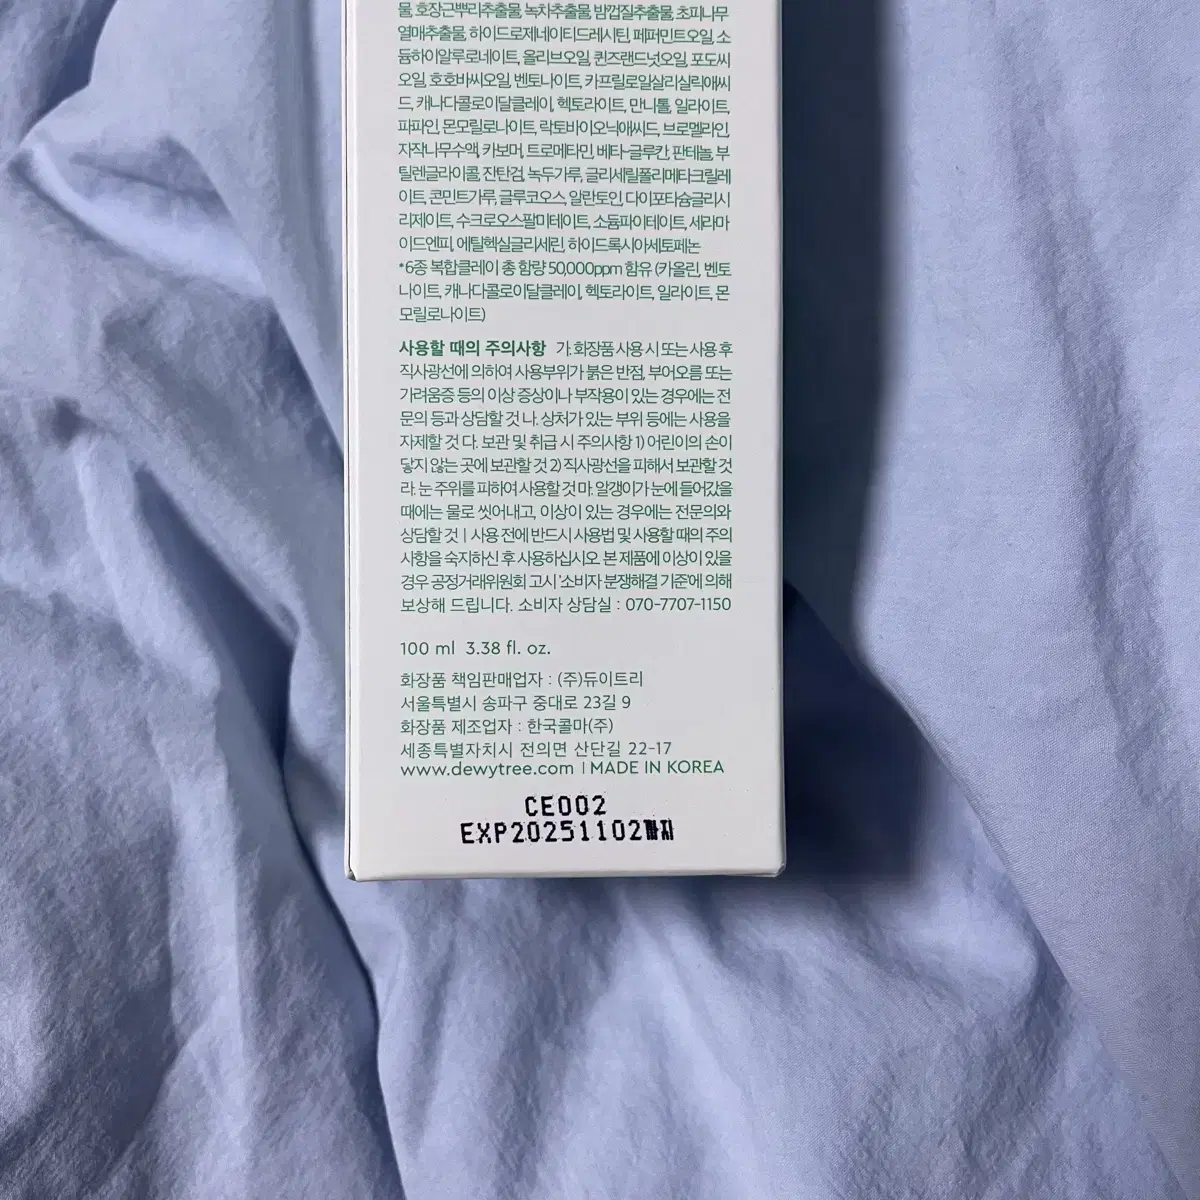 물, 호장근뿌리추출물, 녹차추출물, 밤껍질추출물, 초피나무
열매추출물, 하이드로제네이티드레시틴, 페퍼민트오일, 소
듐하이알루로네이트, 올리브오일, 퀸즈랜드넛오일, 포도씨
오일, 호호바씨오일, 벤토나이트, 카프릴로일살리실릭애씨
드, 캐나다콜로이달클레이, 헥토라이트, 만니톨, 일라이트,
파파인, 몬모릴로나이트, 락토바이오닉애씨드, 브로멜라인,
자작나무수액, 카보머, 트로메타민, 베타-글루칸, 판테놀, 부
틸렌글라이콜, 잔탄검, 녹두가루, 글리세릴폴리메타크릴레
이트, 콘민트가루, 글루코오스, 알란토인, 다이포타슘글리시
리제이트, 수크로오스팔미테이트, 소듐파이테이트, 세라마
이드엔피, 에틸헥실글리세린, 하이드록시아세토페논
*6종 복합클레이 총 함량 50,000ppm 함유 (카올린, 벤토
나이트, 캐나다콜로이달클레이, 헥토라이트, 일라이트, 몬
모릴로나이트)
사용할 때의 주의사항 가. 화장품 사용 시 또는 사용 후
직사광선에 의하여 사용부위가 붉은 반점, 부어오름 또는
가려움증 등의 이상 증상이나 부작용이 있는 경우에는 전
문의 등과 상담할 것 나. 상처가 있는 부위 등에는 사용을
자제할 것 다. 보관 및 취급 시 주의사항 1) 어린이의 손이
닿지 않는 곳에 보관할 것 2) 직사광선을 피해서 보관할 것
라. 눈 주위를 피하여 사용할 것 마. 알갱이가 눈에 들어갔을
때에는 물로 씻어내고, 이상이 있는 경우에는 전문의와
상담할 것 | 사용 전에 반드시 사용법 및 사용할 때의 주의
사항을 숙지하신 후 사용하십시오. 본 제품에 이상이 있을
경우 공정거래위원회 고시 '소비자 분쟁해결 기준'에 의해
보상해 드립니다. 소비자 상담실 : 070-7707-1150
100 ml 3.38 fl. oz.
화장품 책임판매업자 : (주)듀이트리
서울특별시 송파구 중대로 23길 9
화장품 제조업자 : 한국콜마(주)
세종특별자치시 전의면 산단길 22-17
www.dewytree.com | MADE IN KOREA
CE002
EXP20251102까지